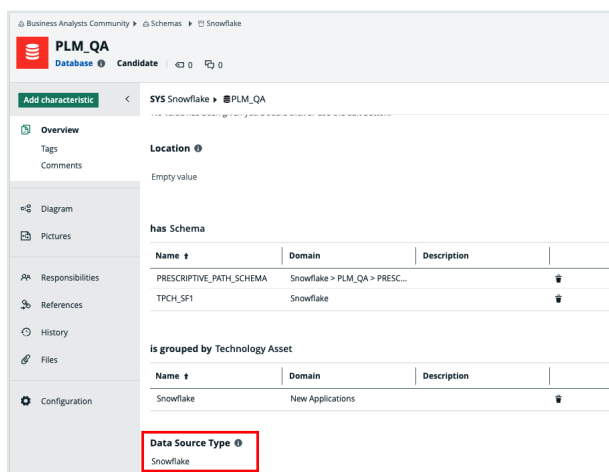 Business Analysts Community ▸ Schemas ▸ Snowflake
PLM_QA
Database Candidate 0 0
Add characteristic
SYS Snowflake ▸ PLM_QA
Overview
Tags
Comments
Location
Empty value
Diagram
Pictures
has Schema
Name ↑ Domain Description
PRESCRIPTIVE_PATH_SCHEMA Snowflake > PLM_QA > PRESC...
TPCH_SF1 Snowflake
Responsibilities
References
History
Files
is grouped by Technology Asset
Name ↑ Domain Description
Snowflake New Applications
Configuration
Data Source Type
Snowflake